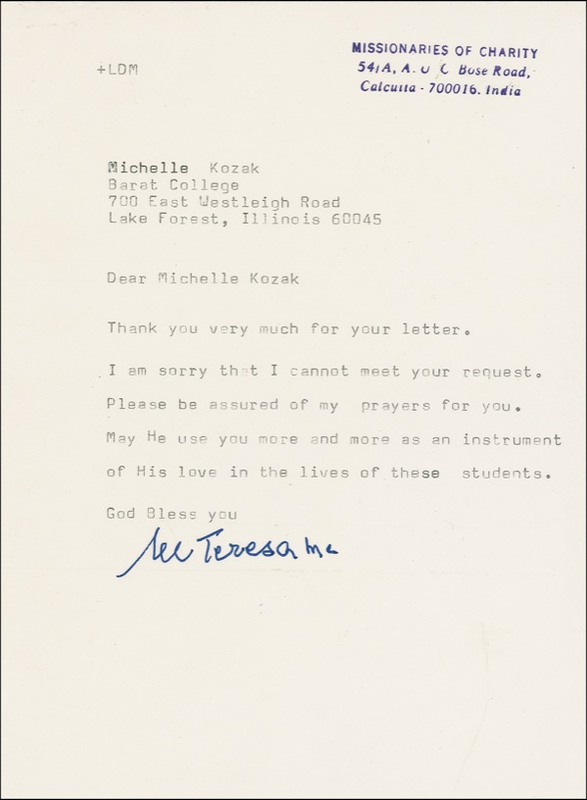 MISSIONARIES OF CHARITY
54/A, A. J C Bose Road,
Calcutta - 700016. India
+LDM
Michelle Kozak
Barat College
700 East Westleigh Road
Lake Forest, Illinois 60045
Dear Michelle Kozak
Thank you very much for your letter.
I am sorry that I cannot meet your request.
Please be assured of my prayers for you.
May He use you more and more as an instrument
of His love in the lives of these students.
God Bless you
Teresa mc